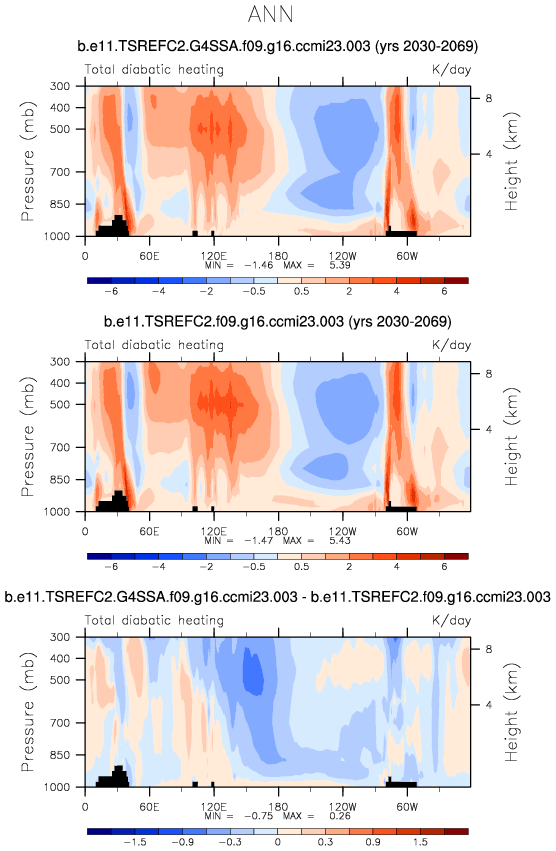 ANN
b.e11.TSREFC2.G4SSA.f09.g16.ccmi23.003 (yrs 2030-2069)
Total diabatic heating K/day
Pressure (mb)
300
400
500
700
850
1000
8
4
Height (km)
0 60E 120E 180 120W 60W
MIN = -1.46 MAX = 5.39
-6 -4 -2 -0.5 0.5 2 4 6
b.e11.TSREFC2.f09.g16.ccmi23.003 (yrs 2030-2069)
Total diabatic heating K/day
Pressure (mb)
300
400
500
700
850
1000
8
4
Height (km)
0 60E 120E 180 120W 60W
MIN = -1.47 MAX = 5.43
-6 -4 -2 -0.5 0.5 2 4 6
b.e11.TSREFC2.G4SSA.f09.g16.ccmi23.003 - b.e11.TSREFC2.f09.g16.ccmi23.003
Total diabatic heating K/day
Pressure (mb)
300
400
500
700
850
1000
8
4
Height (km)
0 60E 120E 180 120W 60W
MIN = -0.75 MAX = 0.26
-1.5 -0.9 -0.3 0 0.3 0.9 1.5